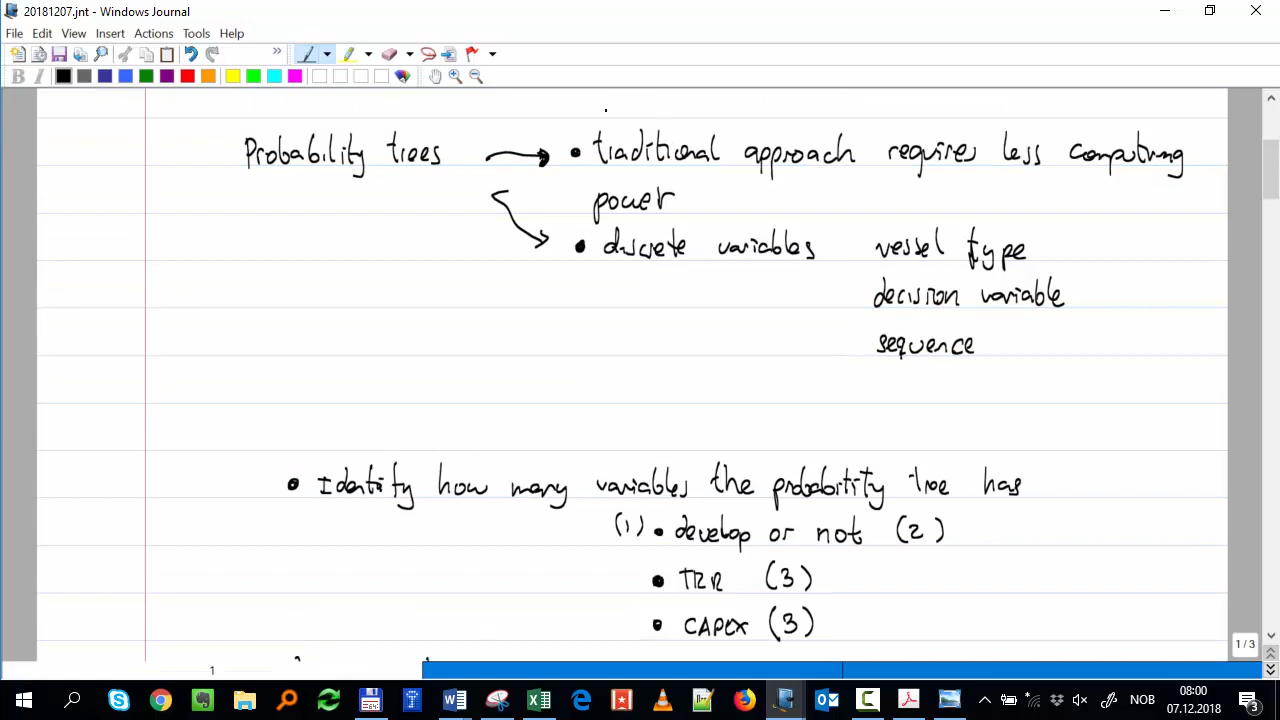 20181207.jnt - Windows Journal
File Edit View Insert Actions Tools Help
B I
Probability trees • traditional approach requires less computing
power
• discrete variables vessel type
decision variable
sequence
• Identify how many variables the probability tree has
(1) • develop or not (2)
• TRR (3)
• CAPEX (3)
1/3
1
NOB 08:00
07.12.2018 3